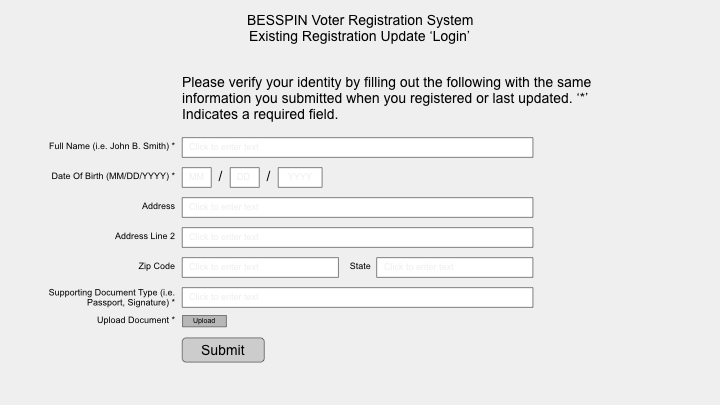 BESSPIN Voter Registration System
Existing Registration Update ‘Login’
Please verify your identity by filling out the following with the same
information you submitted when you registered or last updated. ‘*’
Indicates a required field.
Full Name (i.e. John B. Smith) * Click to enter text
Date Of Birth (MM/DD/YYYY) * MM / DD / YYYY
Address Click to enter text
Address Line 2 Click to enter text
Zip Code Click to enter text State Click to enter text
Supporting Document Type (i.e.
Passport, Signature) * Click to enter text
Upload Document * Upload
Submit